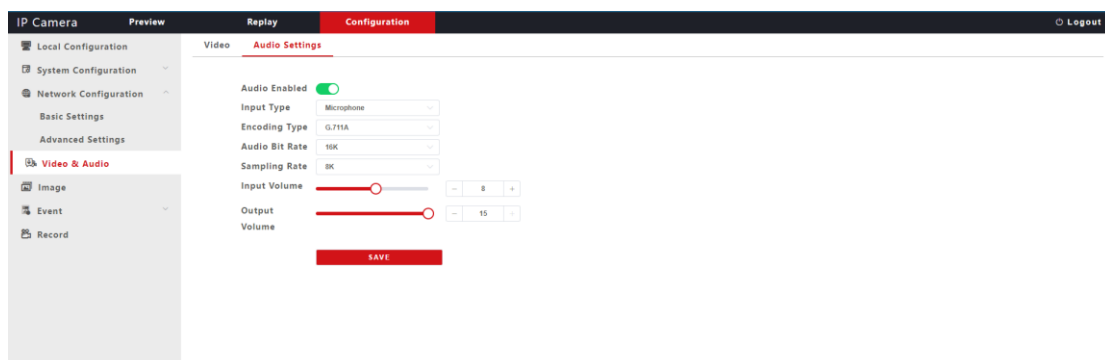 IP Camera Preview Replay Configuration Logout
Local Configuration
System Configuration
Network Configuration
Basic Settings
Advanced Settings
Video & Audio
Image
Event
Record
Video Audio Settings
Audio Enabled
Input Type Microphone
Encoding Type G.711A
Audio Bit Rate 16K
Sampling Rate 8K
Input Volume − 8 +
Output − 15 +
Volume
SAVE